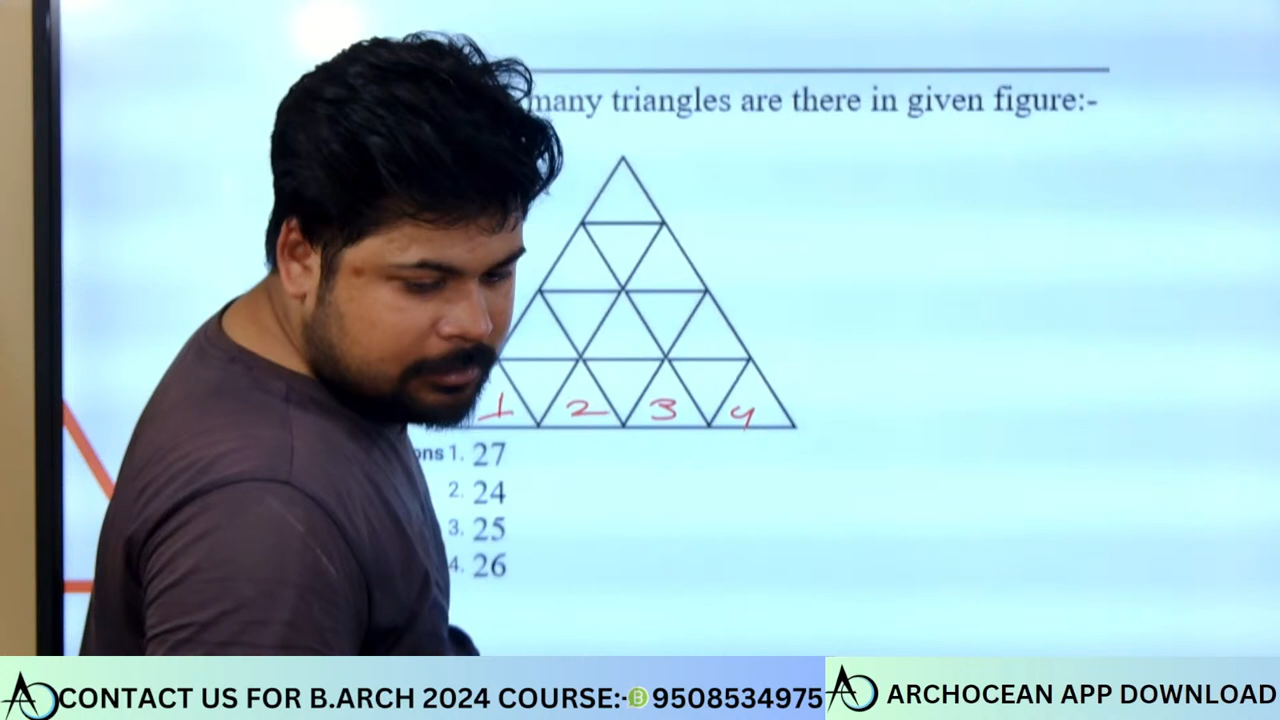 many triangles are there in given figure:-
1 2 3 4
ons 1. 27
2. 24
3. 25
4. 26
CONTACT US FOR B.ARCH 2024 COURSE:- B 9508534975
ARCHOCEAN APP DOWNLOAD